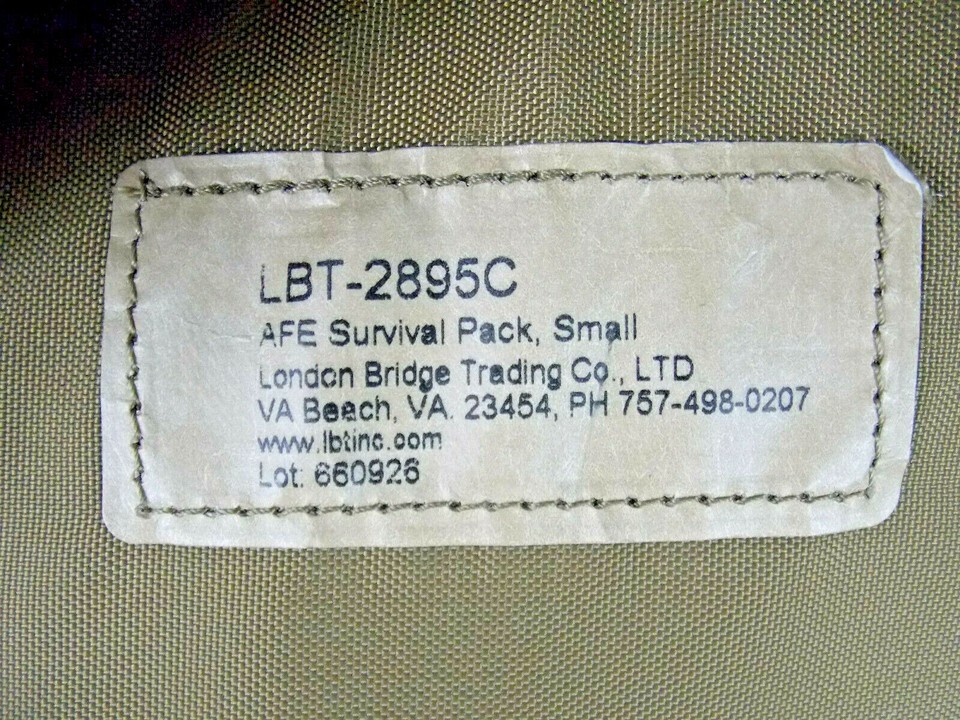 LBT-2895C
AFE Survival Pack, Small
London Bridge Trading Co., LTD
VA Beach, VA. 23454, PH 757-498-0207
www.lbtinc.com
Lot: 660926